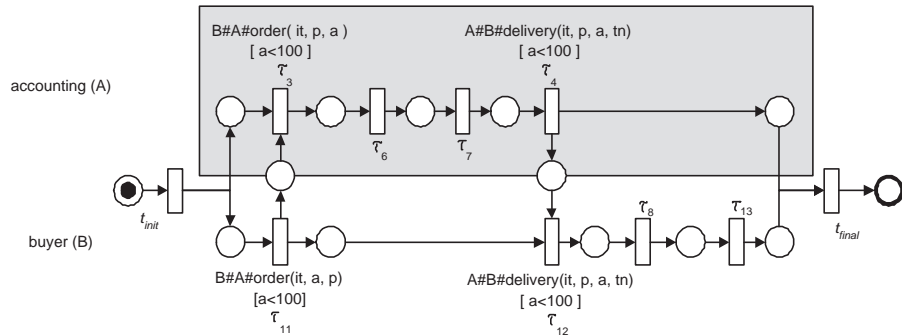 B#A#order( it, p, a )
[ a<100 ]
τ3
A#B#delivery(it, p, a, tn)
[ a<100 ]
τ4
accounting (A)
τ6
τ7
tinit
τ8
τ13
tfinal
buyer (B)
B#A#order(it, a, p)
[a<100]
τ11
A#B#delivery(it, p, a, tn)
[ a<100 ]
τ12